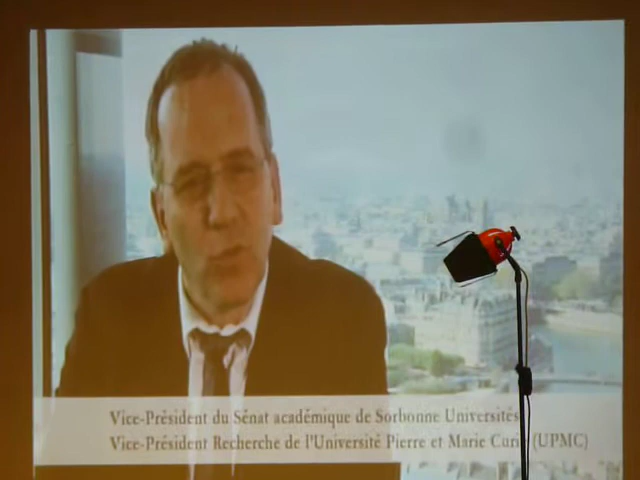 Vice-Président du Sénat académique de Sorbonne Universités
Vice-Président Recherche de l'Université Pierre et Marie Curie (UPMC)